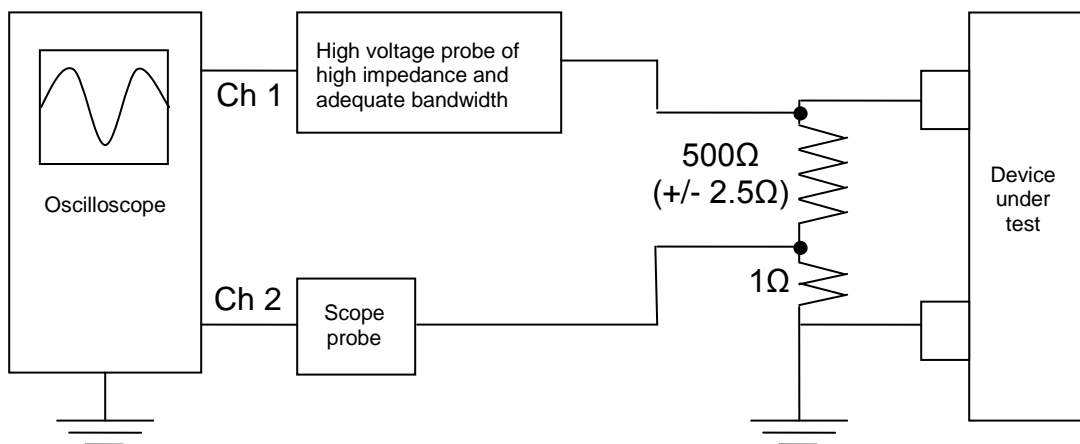 High voltage probe of
high impedance and
adequate bandwidth
Ch 1
500Ω
(+/- 2.5Ω)
Oscilloscope
Device
under
test
1Ω
Ch 2
Scope
probe